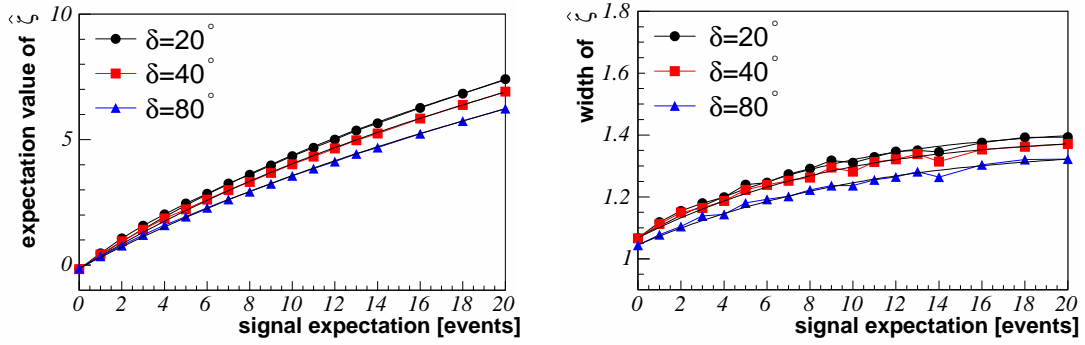 expectation value of ζ̂
10
5
0
δ=20°
δ=40°
δ=80°
0 2 4 6 8 10 12 14 16 18 20
signal expectation [events]
width of ζ̂
1.8
1.6
1.4
1.2
1
δ=20°
δ=40°
δ=80°
0 2 4 6 8 10 12 14 16 18 20
signal expectation [events]